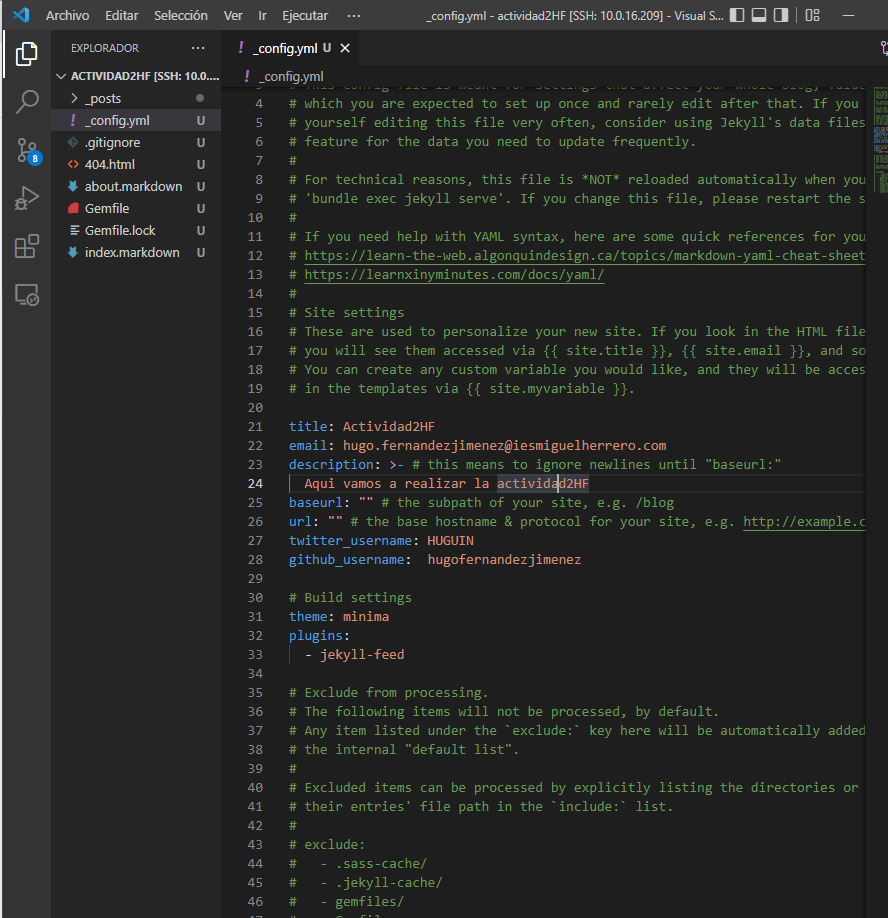 Archivo Editar Selección Ver Ir Ejecutar ··· _config.yml - actividad2HF [SSH: 10.0.16.209] - Visual S...
EXPLORADOR ···
ACTIVIDAD2HF [SSH: 10.0....
_posts
! _config.yml U
.gitignore U
<> 404.html U
about.markdown U
Gemfile U
Gemfile.lock U
index.markdown U
8
! _config.yml U ×
! _config.yml
3 # This config file is meant for settings that affect your whole blog, value
4 # which you are expected to set up once and rarely edit after that. If you
5 # yourself editing this file very often, consider using Jekyll's data files
6 # feature for the data you need to update frequently.
7 #
8 # For technical reasons, this file is *NOT* reloaded automatically when you
9 # 'bundle exec jekyll serve'. If you change this file, please restart the s
10 #
11 # If you need help with YAML syntax, here are some quick references for you
12 # https://learn-the-web.algonquindesign.ca/topics/markdown-yaml-cheat-sheet
13 # https://learnxinyminutes.com/docs/yaml/
14 #
15 # Site settings
16 # These are used to personalize your new site. If you look in the HTML file
17 # you will see them accessed via {{ site.title }}, {{ site.email }}, and so
18 # You can create any custom variable you would like, and they will be acces
19 # in the templates via {{ site.myvariable }}.
20
21 title: Actividad2HF
22 email: hugo.fernandezjimenez@iesmiguelherrero.com
23 description: >- # this means to ignore newlines until "baseurl:"
24 Aqui vamos a realizar la actividad2HF
25 baseurl: "" # the subpath of your site, e.g. /blog
26 url: "" # the base hostname & protocol for your site, e.g. http://example.c
27 twitter_username: HUGUIN
28 github_username:  hugofernandezjimenez
29
30 # Build settings
31 theme: minima
32 plugins:
33 - jekyll-feed
34
35 # Exclude from processing.
36 # The following items will not be processed, by default.
37 # Any item listed under the `exclude:` key here will be automatically added
38 # the internal "default list".
39 #
40 # Excluded items can be processed by explicitly listing the directories or
41 # their entries' file path in the `include:` list.
42 #
43 # exclude:
44 #   - .sass-cache/
45 #   - .jekyll-cache/
46 #   - gemfiles/